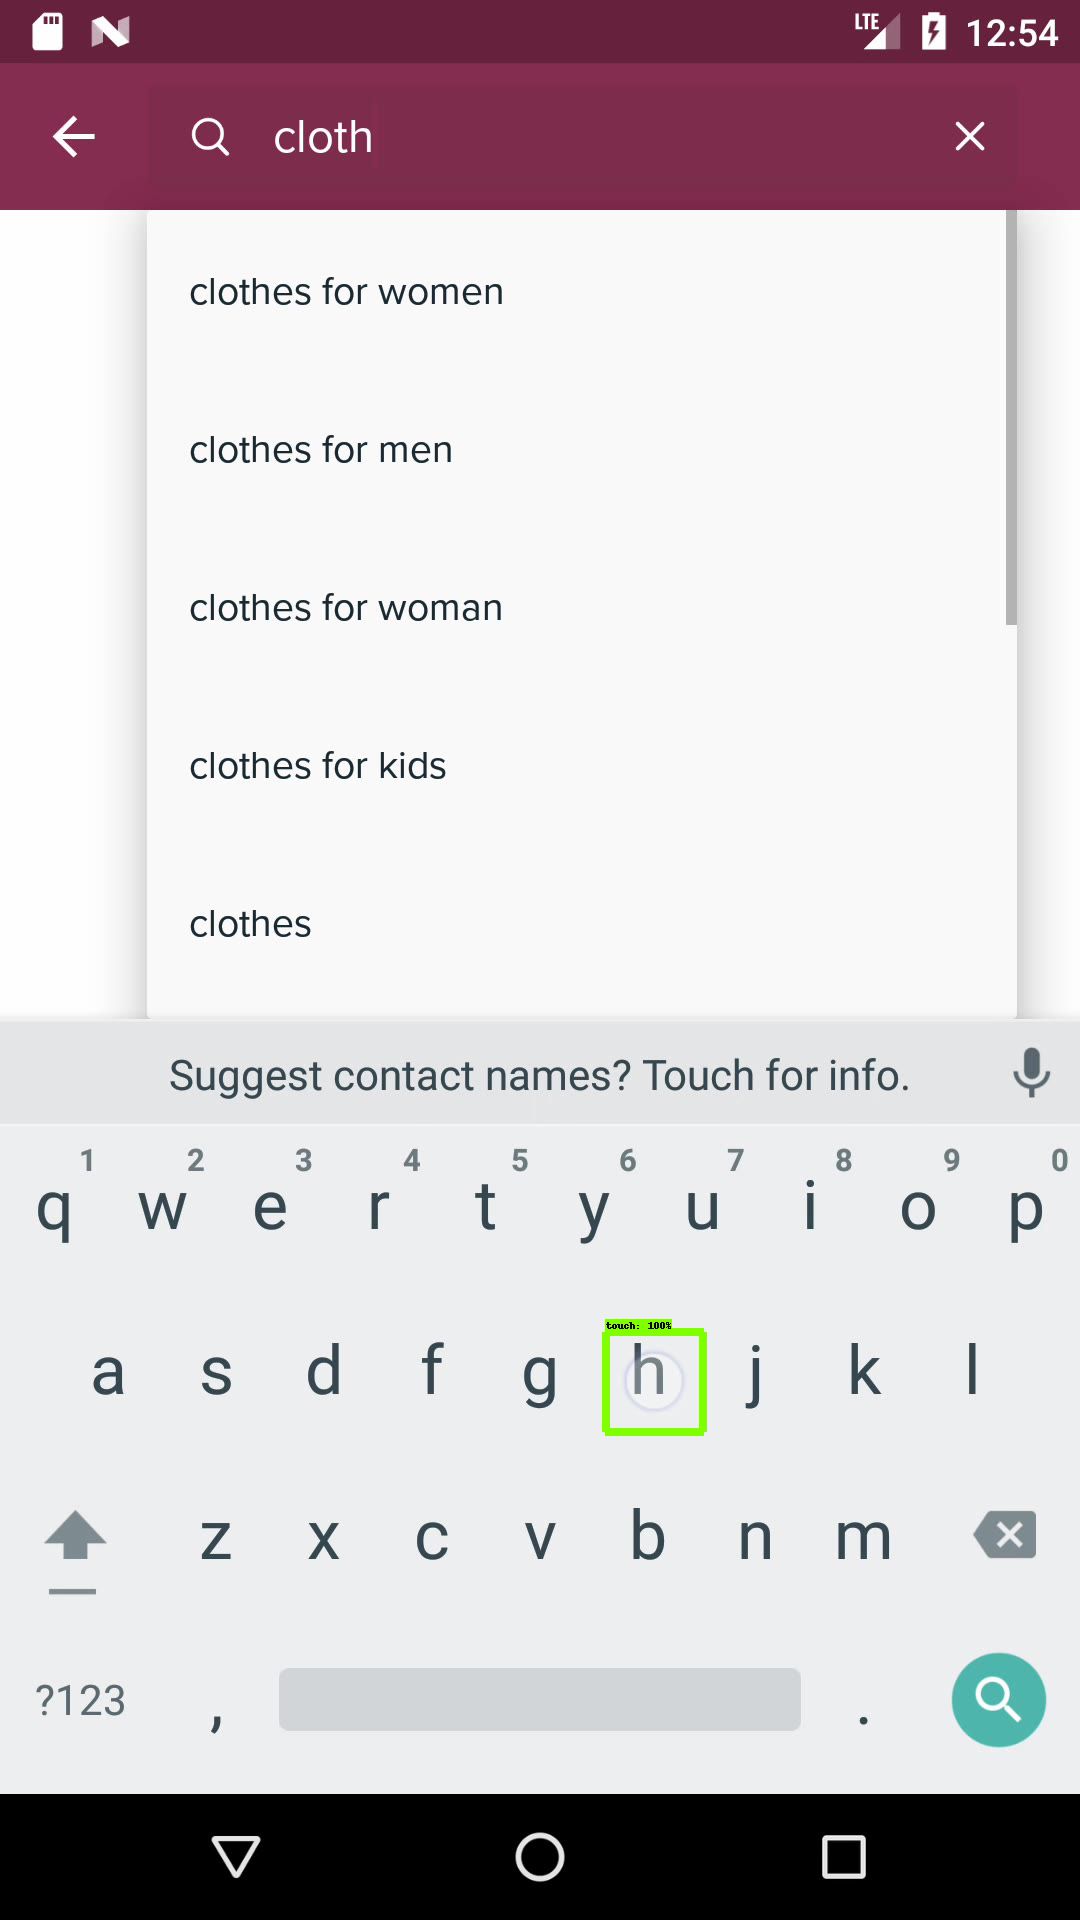 LTE 12:54
cloth
clothes for women
clothes for men
clothes for woman
clothes for kids
clothes
Suggest contact names? Touch for info.
1 2 3 4 5 6 7 8 9 0
q w e r t y u i o p
touch: 100%
a s d f g h j k l
z x c v b n m
?123 , .